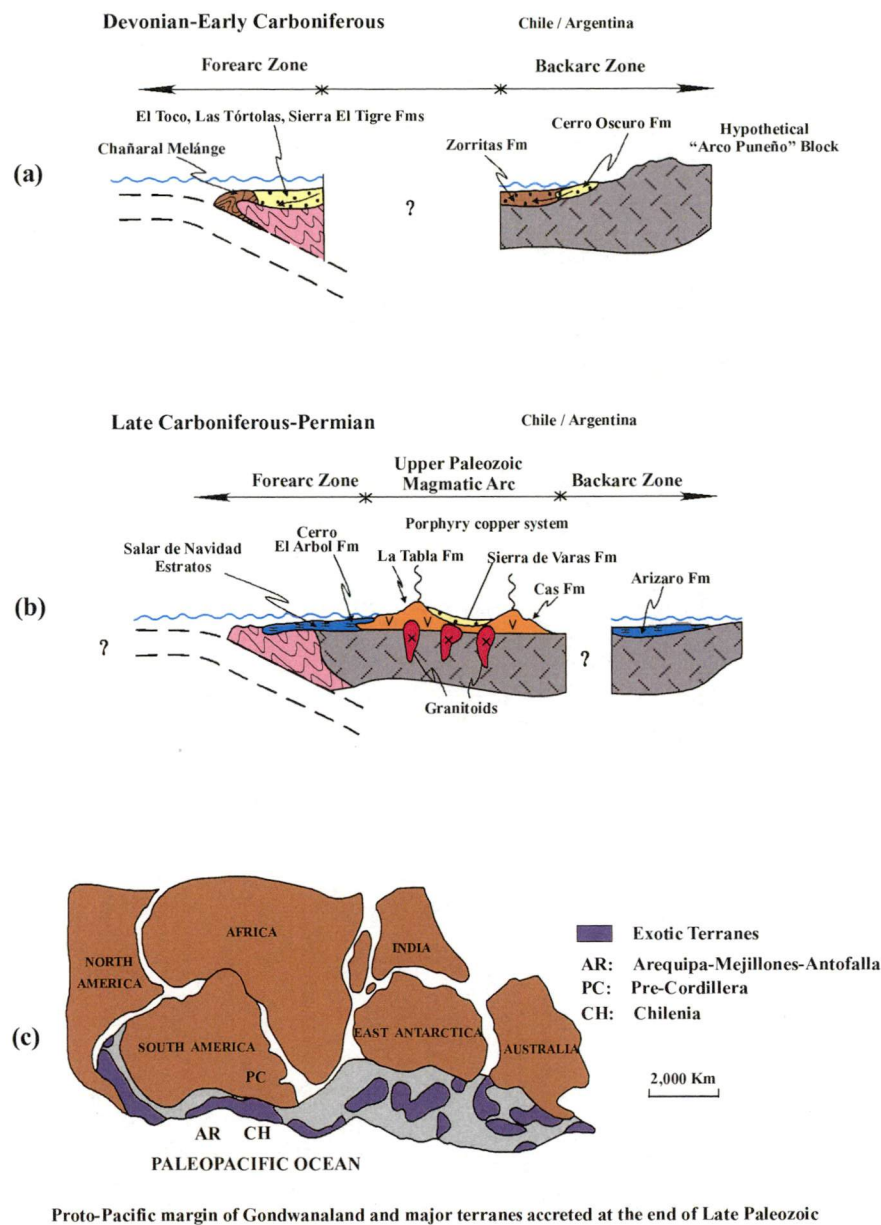 Devonian-Early Carboniferous
Chile / Argentina
Forearc Zone
Backarc Zone
El Toco, Las Tórtolas, Sierra El Tigre Fms
Chañaral Melánge
Cerro Oscuro Fm
Zorritas Fm
Hypothetical
"Arco Puneño" Block
(a)
?
Late Carboniferous-Permian
Chile / Argentina
Forearc Zone
Upper Paleozoic
Magmatic Arc
Backarc Zone
Porphyry copper system
Salar de Navidad
Estratos
Cerro
El Arbol Fm
La Tabla Fm
Sierra de Varas Fm
Cas Fm
Arizaro Fm
(b)
V
V
?
?
Granitoids
(c)
NORTH
AMERICA
AFRICA
INDIA
SOUTH AMERICA
PC
EAST ANTARCTICA
AUSTRALIA
AR CH
PALEOPACIFIC OCEAN
Exotic Terranes
AR: Arequipa-Mejillones-Antofalla
PC: Pre-Cordillera
CH: Chilenia
2,000 Km
Proto-Pacific margin of Gondwanaland and major terranes accreted at the end of Late Paleozoic